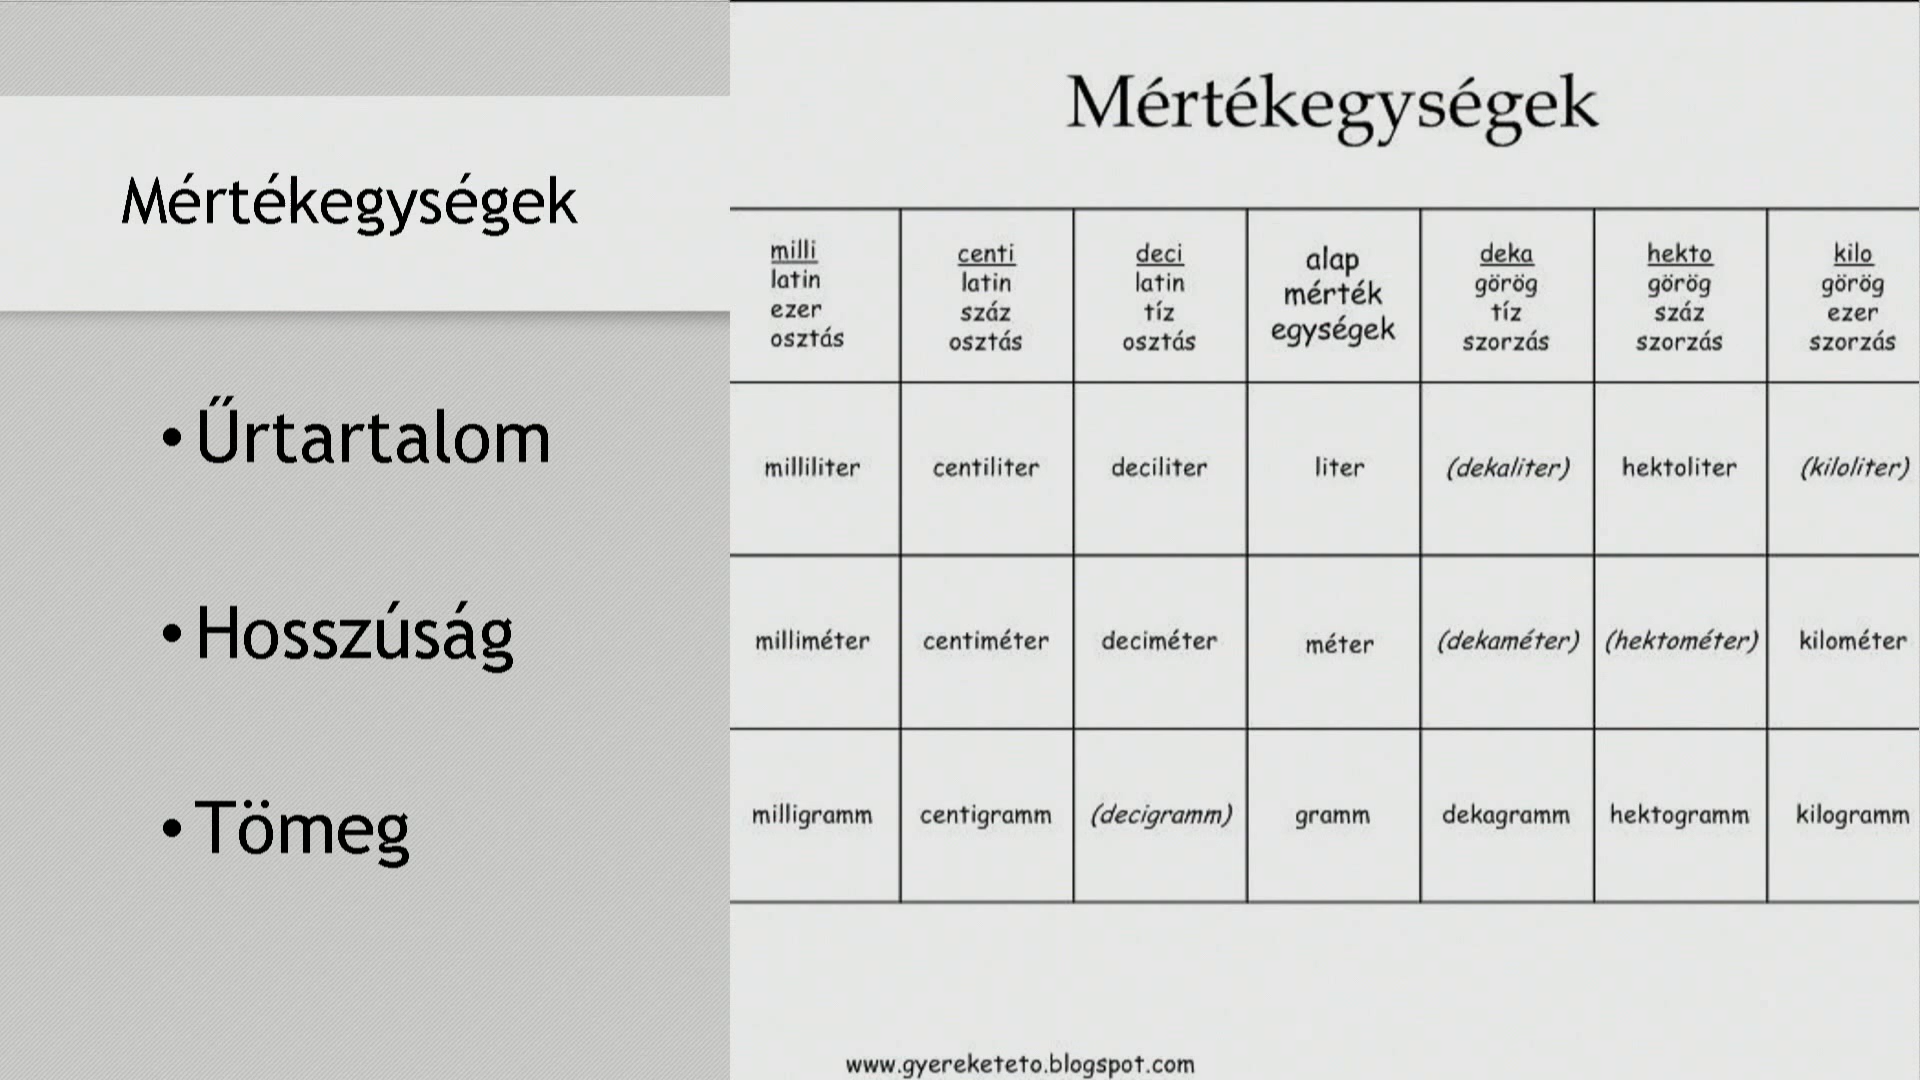 Mértékegységek
• Űrtartalom
• Hosszúság
• Tömeg
Mértékegységek
milli
latin
ezer
osztás
centi
latin
száz
osztás
deci
latin
tíz
osztás
alap
mérték
egységek
deka
görög
tíz
szorzás
hekto
görög
száz
szorzás
kilo
görög
ezer
szorzás
milliliter centiliter deciliter liter (dekaliter) hektoliter (kiloliter)
milliméter centiméter deciméter méter (dekaméter) (hektométer) kilométer
milligramm centigramm (decigramm) gramm dekagramm hektogramm kilogramm
www.gyereketeto.blogspot.com